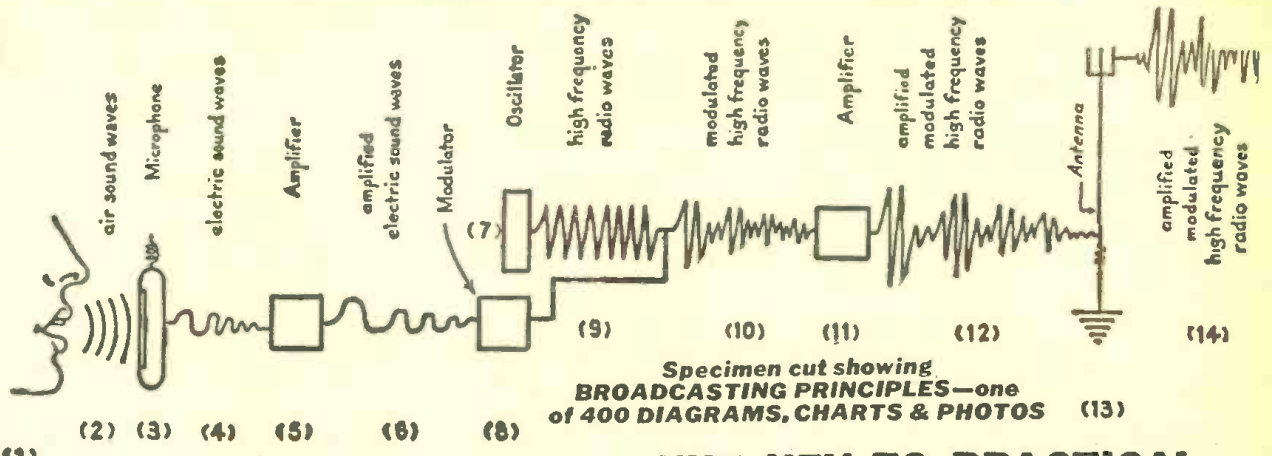 air sound waves
Microphone
electric sound waves
Amplifier
amplified
electric sound waves
Modulator
Oscillator
high frequency
radio waves
modulated
high frequency
radio waves
Amplifier
amplified
modulated
high frequency
radio waves
Antenna
amplified
modulated
high frequency
radio waves
(7)
(9)
(10)
(11)
(12)
(14)
Specimen cut showing
BROADCASTING PRINCIPLES—one
of 400 DIAGRAMS, CHARTS & PHOTOS
(13)
(2)
(3)
(4)
(5)
(6)
(8)
KEY TO PRACTICAL